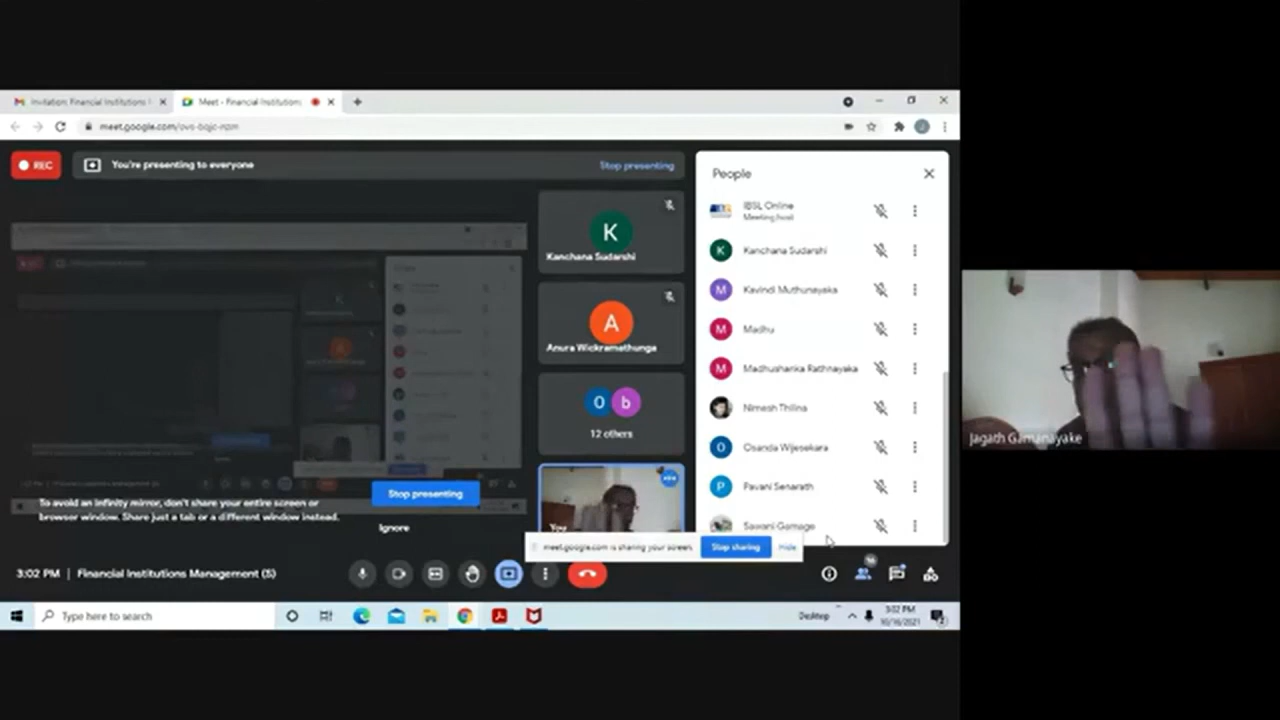 Invitation: Financial Institutions
Meet - Financial Institutions
REC
You're presenting to everyone
Stop presenting
People
IBSL Online
Meeting host
K
Kanchana Sudarshi
A
Anura Wickramathunga
O b
12 others
You
K Kanchana Sudarshi
M Kavindi Muthunayaka
M Madhu
M Madhushanka Rathnayaka
Nimesh Thilina
O Osanda Wijesekara
P Pavani Senarath
Sawani Gamage
To avoid an infinity mirror, don't share your entire screen or
browser window. Share just a tab or a different window instead.
Stop presenting
Ignore
meet.google.com is sharing your screen.
Stop sharing
Hide
3:02 PM | Financial Institutions Management (5)
Type here to search
Desktop
3:02 PM
10/16/2021
Jagath Gamanayake